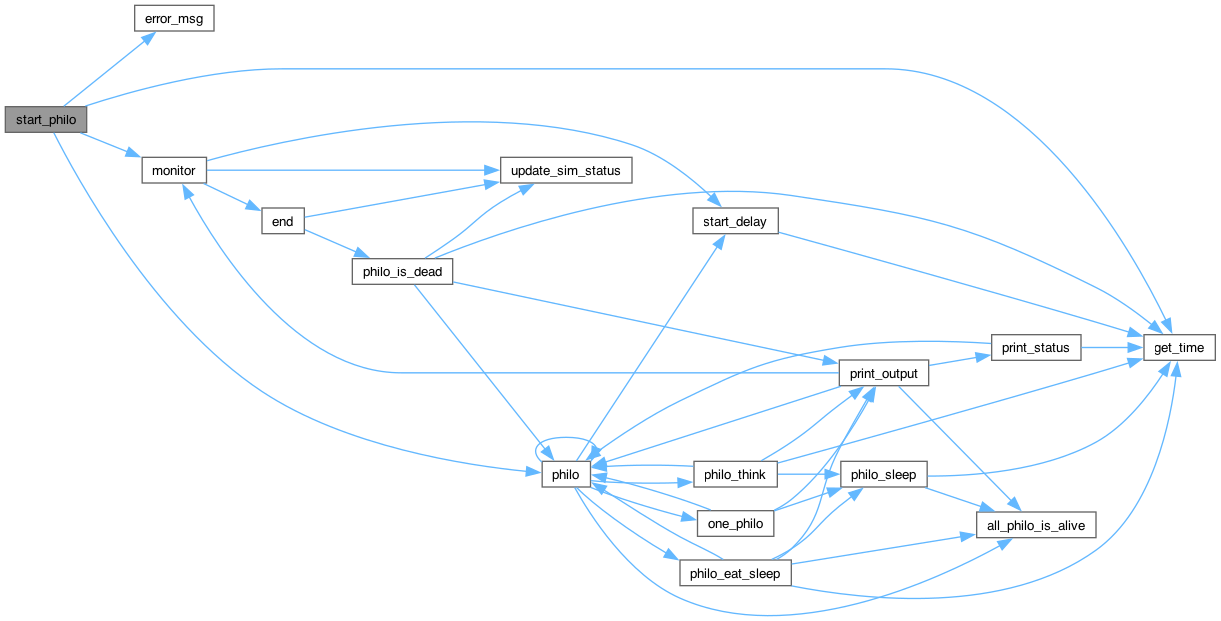 error_msg
start_philo
monitor
update_sim_status
end
start_delay
philo_is_dead
print_status
get_time
print_output
philo
philo_think
philo_sleep
one_philo
all_philo_is_alive
philo_eat_sleep